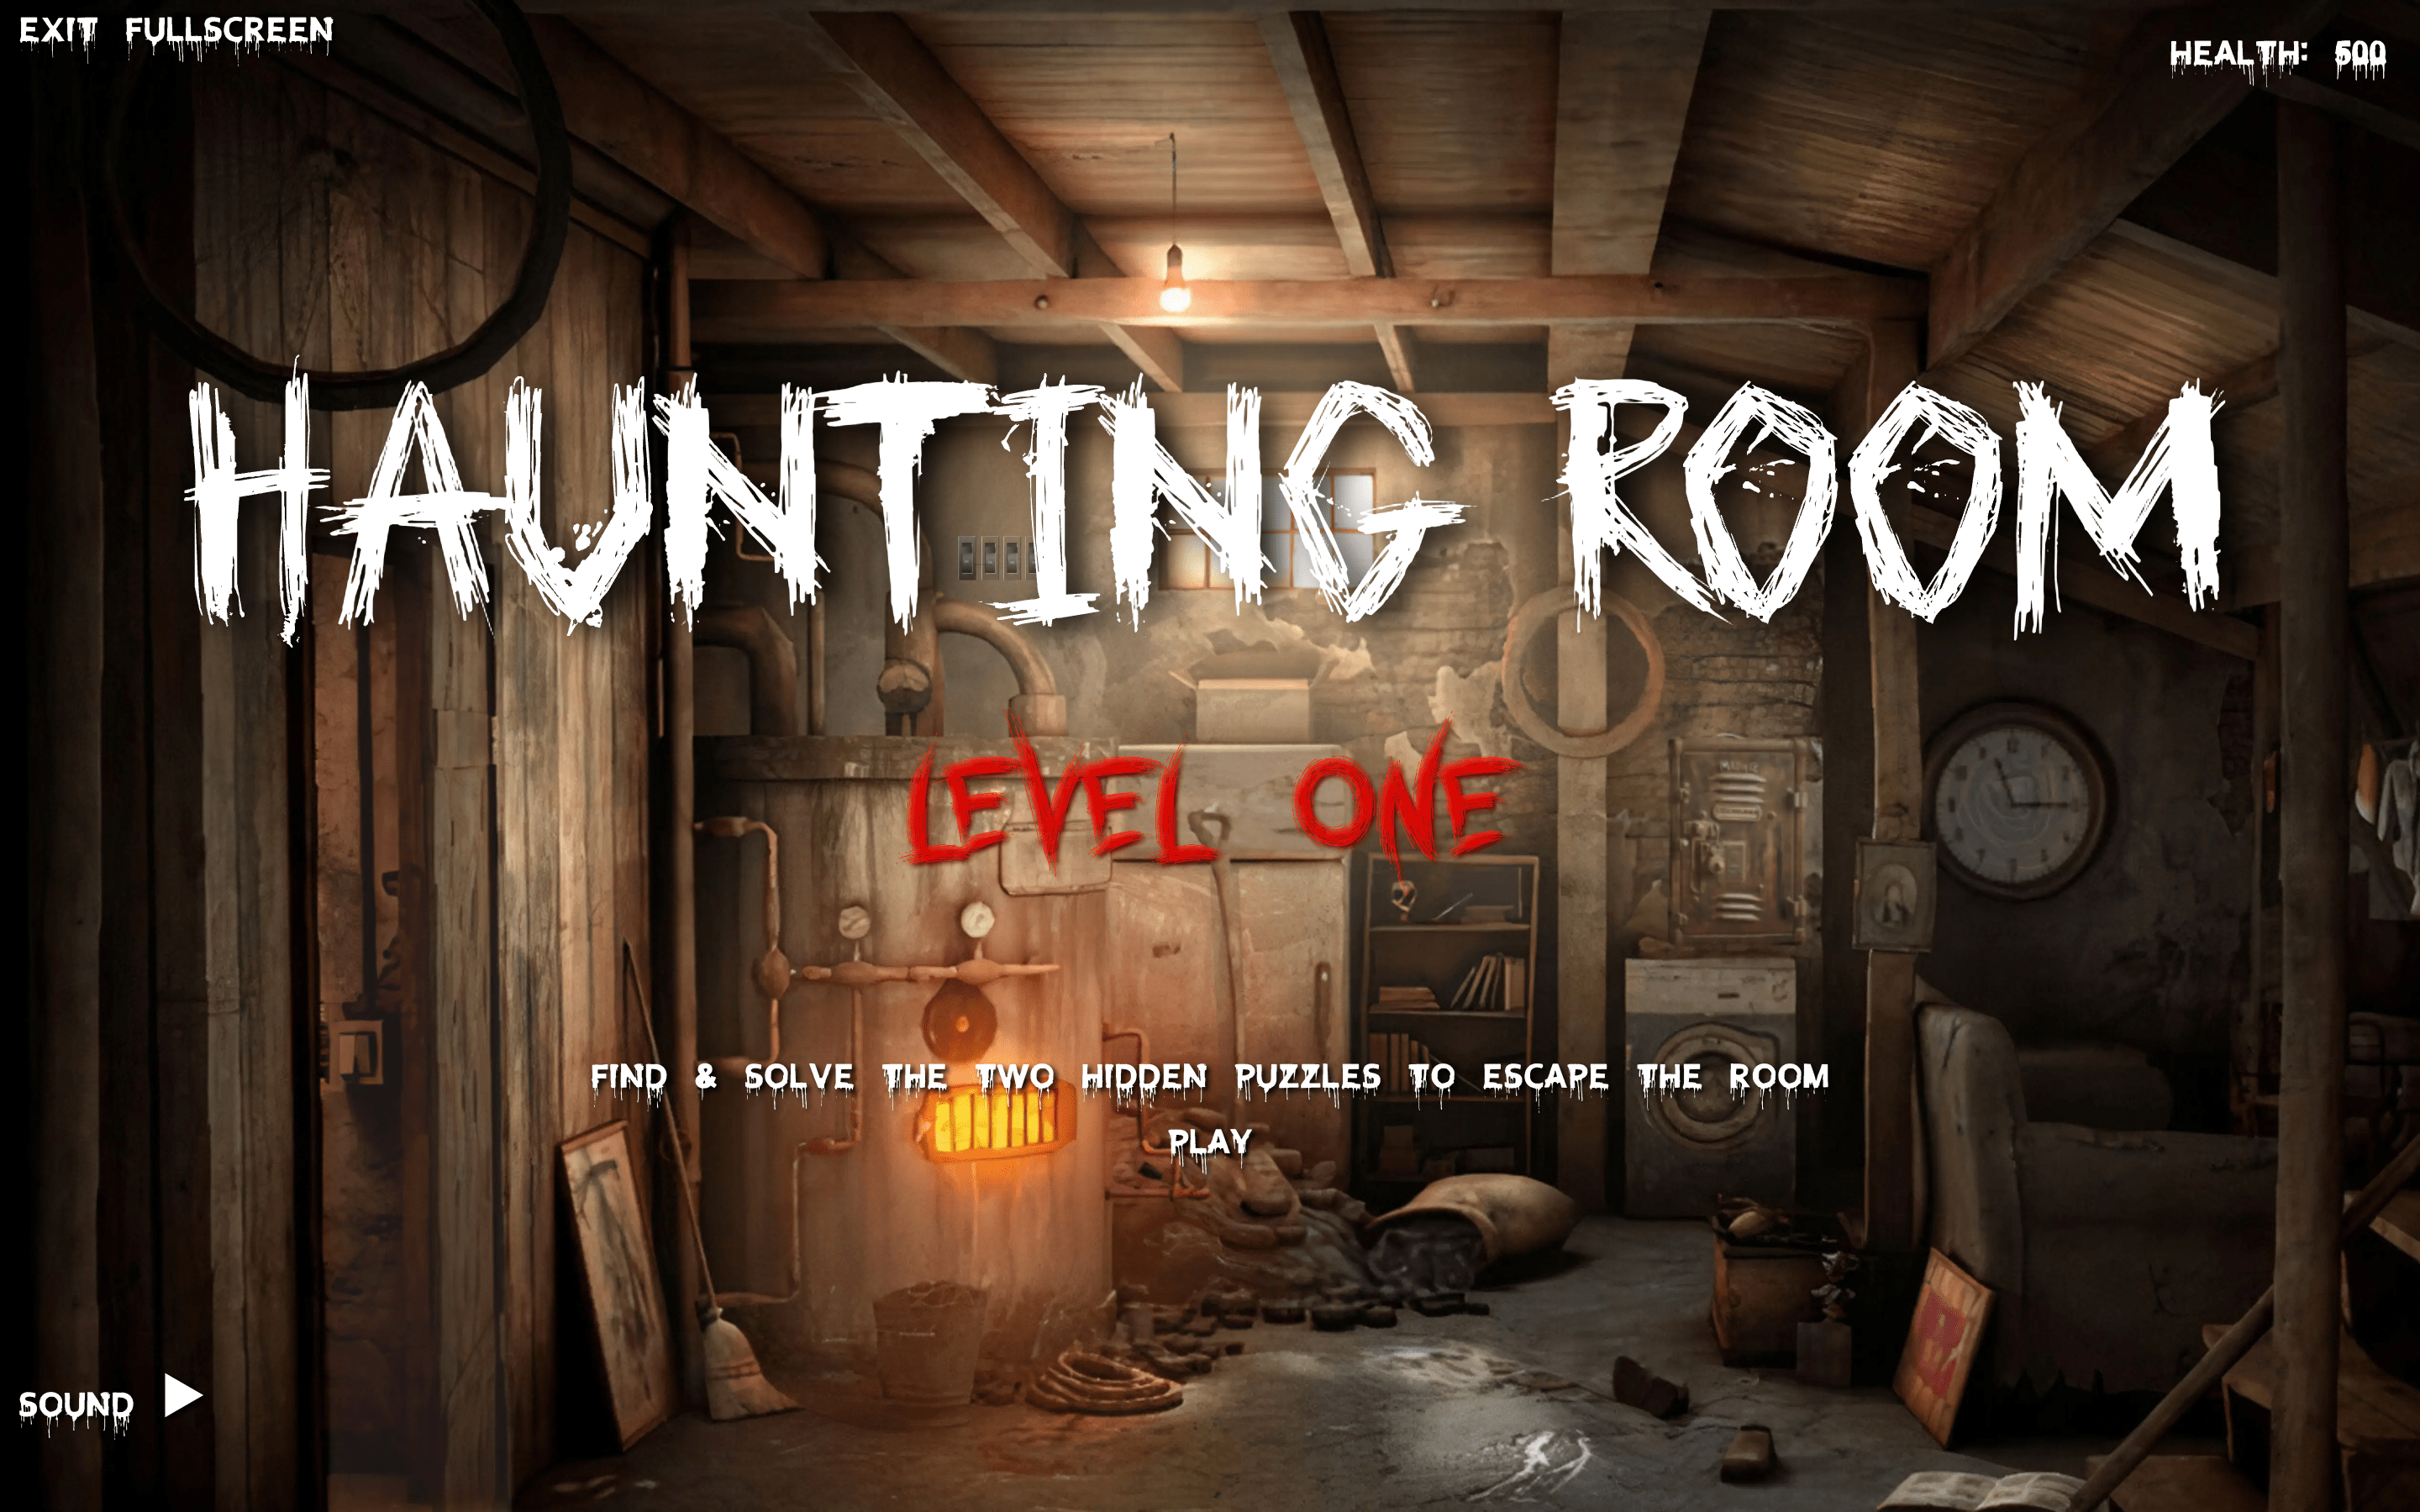 EXIT FULLSCREEN
HEALTH: 500
HAUNTING ROOM
LEVEL ONE
FIND & SOLVE THE TWO HIDDEN PUZZLES TO ESCAPE THE ROOM
PLAY
SOUND